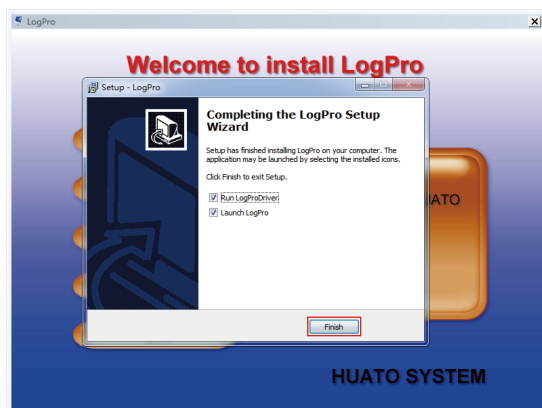 LogPro
Welcome to install LogPro
Setup - LogPro
Completing the LogPro Setup
Wizard
Setup has finished installing LogPro on your computer. The
application may be launched by selecting the installed icons.
Click Finish to exit Setup.
Run LogProDriver
Launch LogPro
IATO
Finish
HUATO SYSTEM